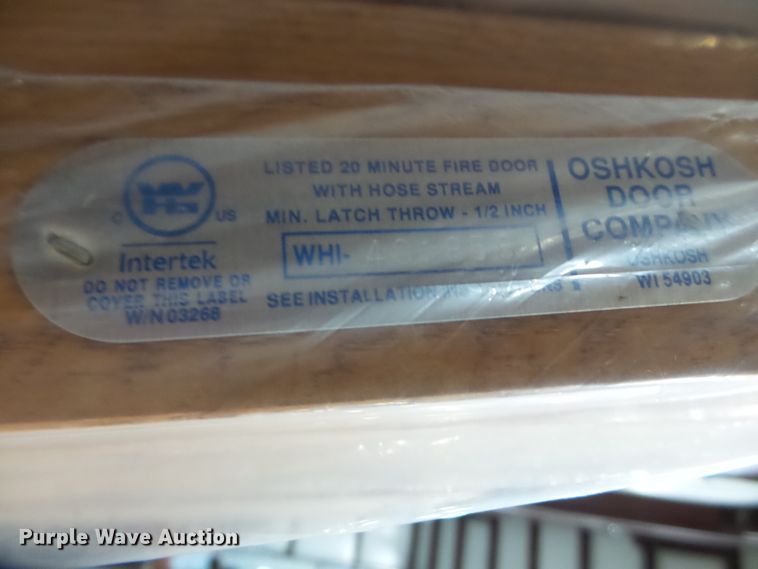 C WH US
Intertek
DO NOT REMOVE OR
COVER THIS LABEL
W/N 03268
LISTED 20 MINUTE FIRE DOOR
WITH HOSE STREAM
MIN. LATCH THROW - 1/2 INCH
WHI-
SEE INSTALLATION
OSHKOSH
DOOR
COMPANY
OSHKOSH
WI 54903
Purple Wave Auction